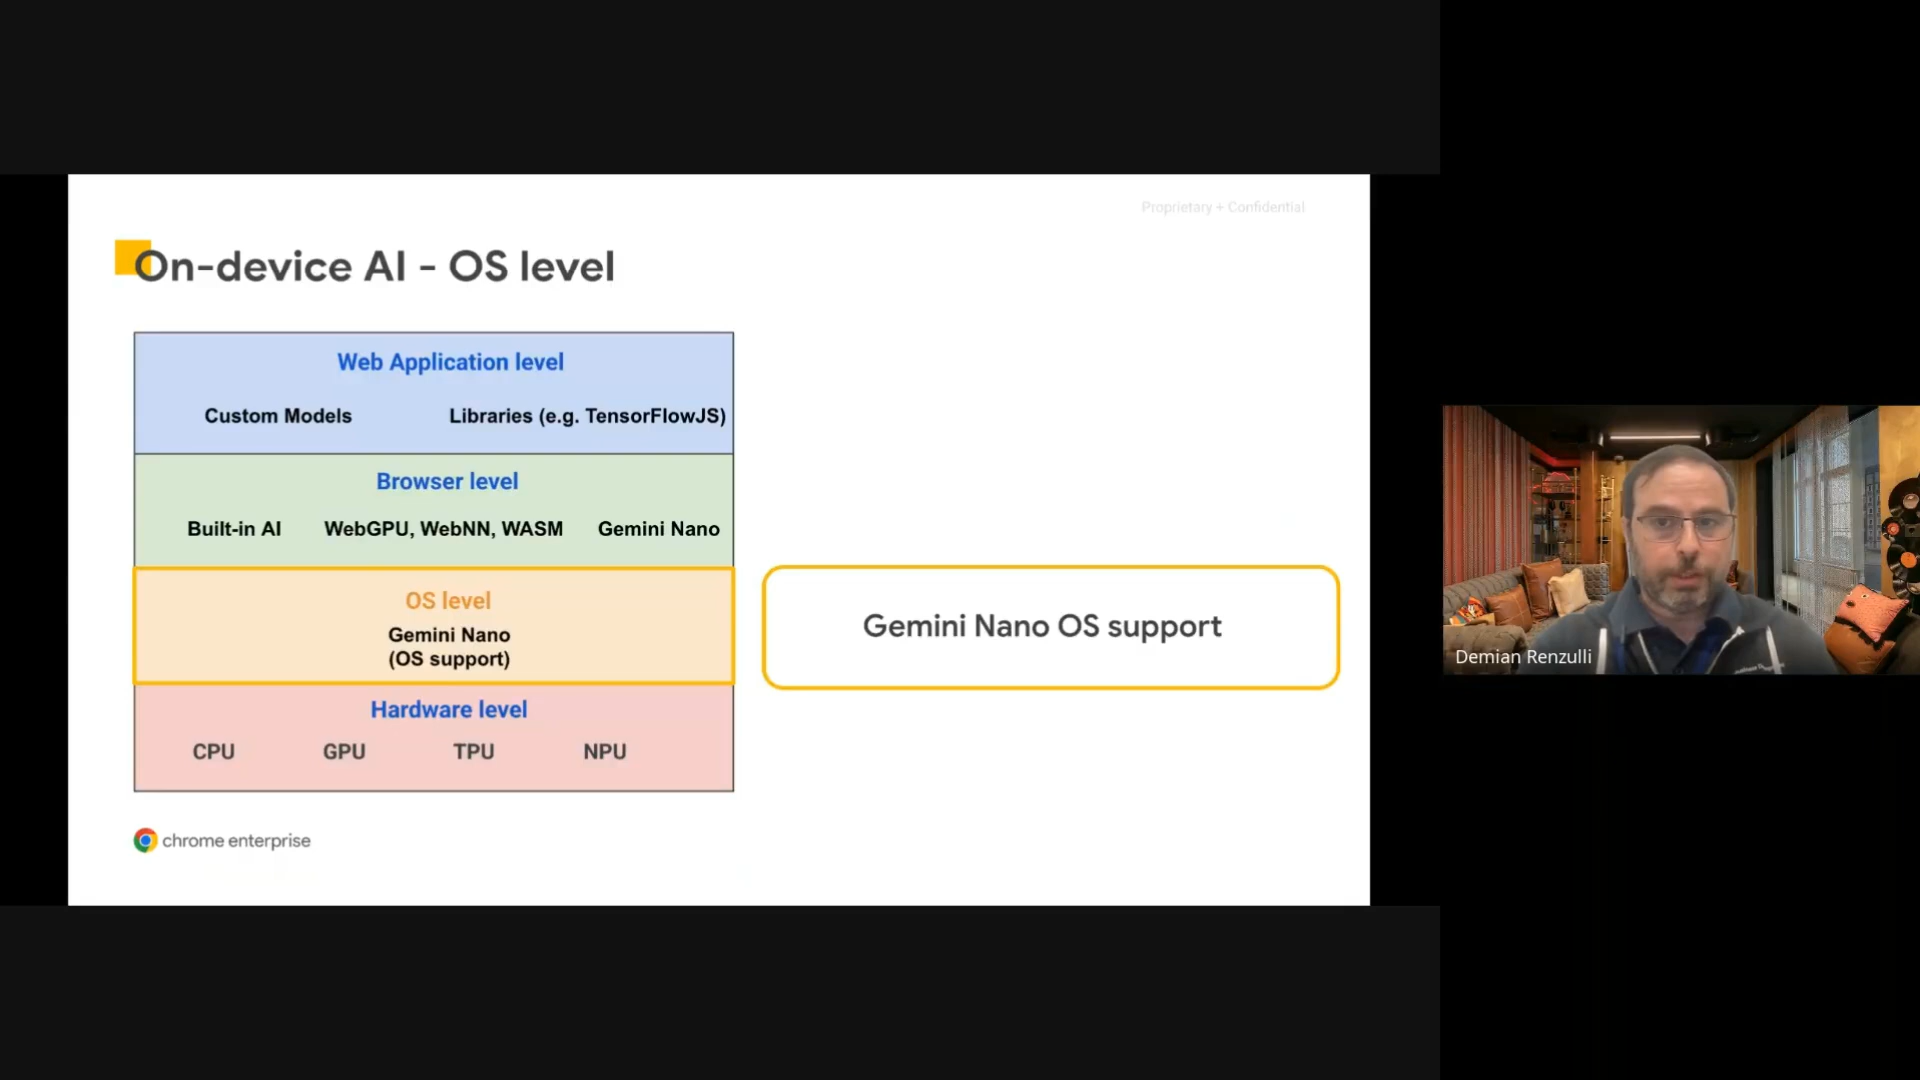 Proprietary + Confidential
On-device AI - OS level
Web Application level
Custom Models Libraries (e.g. TensorFlowJS)
Browser level
Built-in AI WebGPU, WebNN, WASM Gemini Nano
OS level
Gemini Nano
(OS support)
Gemini Nano OS support
Hardware level
CPU GPU TPU NPU
chrome enterprise
Demian Renzulli